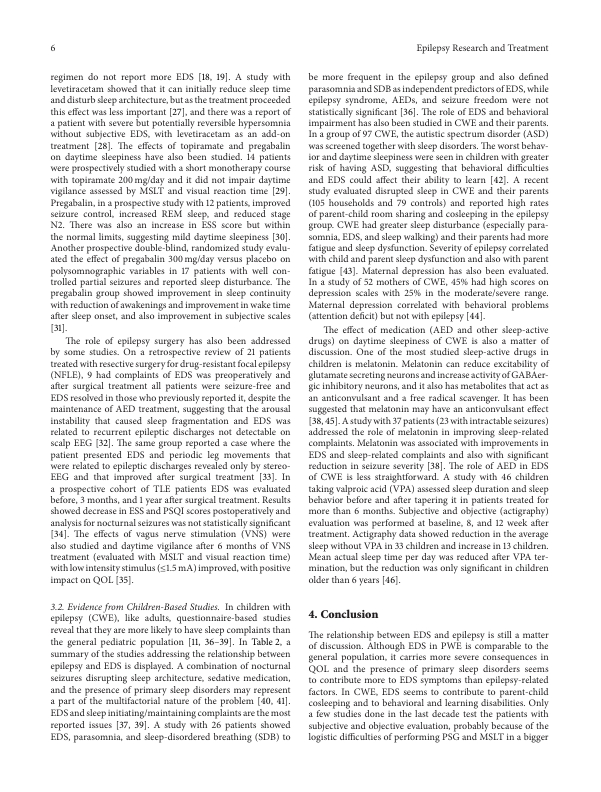 6
Epilepsy Research and Treatment
regimen do not report more EDS [18, 19]. A study with
levetiracetam showed that it can initially reduce sleep time
and disturb sleep architecture, but as the treatment proceeded
this effect was less important [27], and there was a report of
a patient with severe but potentially reversible hypersomnia
without subjective EDS, with levetiracetam as an add-on
treatment [28]. The effects of topiramate and pregabalin
on daytime sleepiness have also been studied. 14 patients
were prospectively studied with a short monotherapy course
with topiramate 200 mg/day and it did not impair daytime
vigilance assessed by MSLT and visual reaction time [29].
Pregabalin, in a prospective study with 12 patients, improved
seizure control, increased REM sleep, and reduced stage
N2. There was also an increase in ESS score but within
the normal limits, suggesting mild daytime sleepiness [30].
Another prospective double-blind, randomized study evalu-
ated the effect of pregabalin 300 mg/day versus placebo on
polysomnographic variables in 17 patients with well con-
trolled partial seizures and reported sleep disturbance. The
pregabalin group showed improvement in sleep continuity
with reduction of awakenings and improvement in wake time
after sleep onset, and also improvement in subjective scales
[31].
The role of epilepsy surgery has also been addressed
by some studies. On a retrospective review of 21 patients
treated with resective surgery for drug-resistant focal epilepsy
(NFLE), 9 had complaints of EDS was preoperatively and
after surgical treatment all patients were seizure-free and
EDS resolved in those who previously reported it, despite the
maintenance of AED treatment, suggesting that the arousal
instability that caused sleep fragmentation and EDS was
related to recurrent epileptic discharges not detectable on
scalp EEG [32]. The same group reported a case where the
patient presented EDS and periodic leg movements that
were related to epileptic discharges revealed only by stereo-
EEG and that improved after surgical treatment [33]. In
a prospective cohort of TLE patients EDS was evaluated
before, 3 months, and 1 year after surgical treatment. Results
showed decrease in ESS and PSQI scores postoperatively and
analysis for nocturnal seizures was not statistically significant
[34]. The effects of vagus nerve stimulation (VNS) were
also studied and daytime vigilance after 6 months of VNS
treatment (evaluated with MSLT and visual reaction time)
with low intensity stimulus (≤1.5 mA) improved, with positive
impact on QOL [35].
3.2. Evidence from Children-Based Studies. In children with
epilepsy (CWE), like adults, questionnaire-based studies
reveal that they are more likely to have sleep complaints than
the general pediatric population [11, 36–39]. In Table 2, a
summary of the studies addressing the relationship between
epilepsy and EDS is displayed. A combination of nocturnal
seizures disrupting sleep architecture, sedative medication,
and the presence of primary sleep disorders may represent
a part of the multifactorial nature of the problem [40, 41].
EDS and sleep initiating/maintaining complaints are the most
reported issues [37, 39]. A study with 26 patients showed
EDS, parasomnia, and sleep-disordered breathing (SDB) to
be more frequent in the epilepsy group and also defined
parasomnia and SDB as independent predictors of EDS, while
epilepsy syndrome, AEDs, and seizure freedom were not
statistically significant [36]. The role of EDS and behavioral
impairment has also been studied in CWE and their parents.
In a group of 97 CWE, the autistic spectrum disorder (ASD)
was screened together with sleep disorders. The worst behav-
ior and daytime sleepiness were seen in children with greater
risk of having ASD, suggesting that behavioral difficulties
and EDS could affect their ability to learn [42]. A recent
study evaluated disrupted sleep in CWE and their parents
(105 households and 79 controls) and reported high rates
of parent-child room sharing and cosleeping in the epilepsy
group. CWE had greater sleep disturbance (especially para-
somnia, EDS, and sleep walking) and their parents had more
fatigue and sleep dysfunction. Severity of epilepsy correlated
with child and parent sleep dysfunction and also with parent
fatigue [43]. Maternal depression has also been evaluated.
In a study of 52 mothers of CWE, 45% had high scores on
depression scales with 25% in the moderate/severe range.
Maternal depression correlated with behavioral problems
(attention deficit) but not with epilepsy [44].
The effect of medication (AED and other sleep-active
drugs) on daytime sleepiness of CWE is also a matter of
discussion. One of the most studied sleep-active drugs in
children is melatonin. Melatonin can reduce excitability of
glutamate secreting neurons and increase activity of GABAer-
gic inhibitory neurons, and it also has metabolites that act as
an anticonvulsant and a free radical scavenger. It has been
suggested that melatonin may have an anticonvulsant effect
[38, 45]. A study with 37 patients (23 with intractable seizures)
addressed the role of melatonin in improving sleep-related
complaints. Melatonin was associated with improvements in
EDS and sleep-related complaints and also with significant
reduction in seizure severity [38]. The role of AED in EDS
of CWE is less straightforward. A study with 46 children
taking valproic acid (VPA) assessed sleep duration and sleep
behavior before and after tapering it in patients treated for
more than 6 months. Subjective and objective (actigraphy)
evaluation was performed at baseline, 8, and 12 week after
treatment. Actigraphy data showed reduction in the average
sleep without VPA in 33 children and increase in 13 children.
Mean actual sleep time per day was reduced after VPA ter-
mination, but the reduction was only significant in children
older than 6 years [46].
4. Conclusion
The relationship between EDS and epilepsy is still a matter
of discussion. Although EDS in PWE is comparable to the
general population, it carries more severe consequences in
QOL and the presence of primary sleep disorders seems
to contribute more to EDS symptoms than epilepsy-related
factors. In CWE, EDS seems to contribute to parent-child
cosleeping and to behavioral and learning disabilities. Only
a few studies done in the last decade test the patients with
subjective and objective evaluation, probably because of the
logistic difficulties of performing PSG and MSLT in a bigger